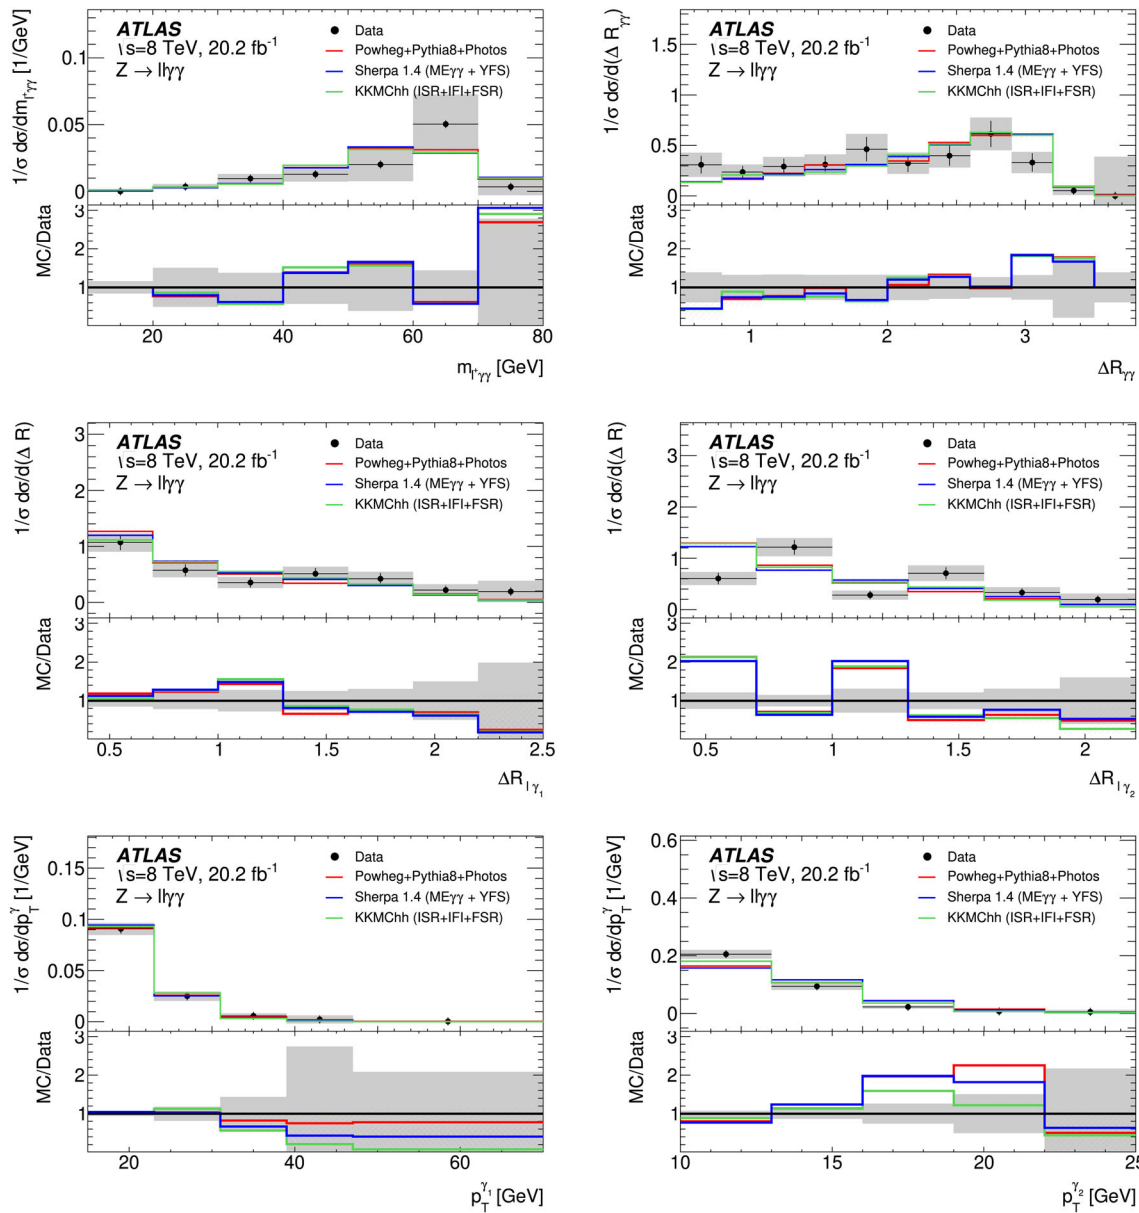 ATLAS
√s=8 TeV, 20.2 fb⁻¹
Z → llγγ
Data
Powheg+Pythia8+Photos
Sherpa 1.4 (MEγγ + YFS)
KKMChh (ISR+IFI+FSR)
1/σ dσ/dm_{l⁺γγ} [1/GeV]
0.1
0.05
0
MC/Data
3
2
1
20 40 60 80
m_{l⁺γγ} [GeV]
ATLAS
√s=8 TeV, 20.2 fb⁻¹
Z → llγγ
Data
Powheg+Pythia8+Photos
Sherpa 1.4 (MEγγ + YFS)
KKMChh (ISR+IFI+FSR)
1/σ dσ/d(Δ R_{γγ})
1.5
1
0.5
0
MC/Data
3
2
1
1 2 3
ΔR_{γγ}
ATLAS
√s=8 TeV, 20.2 fb⁻¹
Z → llγγ
Data
Powheg+Pythia8+Photos
Sherpa 1.4 (MEγγ + YFS)
KKMChh (ISR+IFI+FSR)
1/σ dσ/d(Δ R)
3
2
1
0
MC/Data
3
2
1
0.5 1 1.5 2 2.5
ΔR_{l γ₁}
ATLAS
√s=8 TeV, 20.2 fb⁻¹
Z → llγγ
Data
Powheg+Pythia8+Photos
Sherpa 1.4 (MEγγ + YFS)
KKMChh (ISR+IFI+FSR)
1/σ dσ/d(Δ R)
3
2
1
0
MC/Data
3
2
1
0.5 1 1.5 2
ΔR_{l γ₂}
ATLAS
√s=8 TeV, 20.2 fb⁻¹
Z → llγγ
Data
Powheg+Pythia8+Photos
Sherpa 1.4 (MEγγ + YFS)
KKMChh (ISR+IFI+FSR)
1/σ dσ/dp_T^γ [1/GeV]
0.15
0.1
0.05
0
MC/Data
3
2
1
20 40 60
p_T^{γ₁} [GeV]
ATLAS
√s=8 TeV, 20.2 fb⁻¹
Z → llγγ
Data
Powheg+Pythia8+Photos
Sherpa 1.4 (MEγγ + YFS)
KKMChh (ISR+IFI+FSR)
1/σ dσ/dp_T^γ [1/GeV]
0.6
0.4
0.2
0
MC/Data
3
2
1
10 15 20 25
p_T^{γ₂} [GeV]